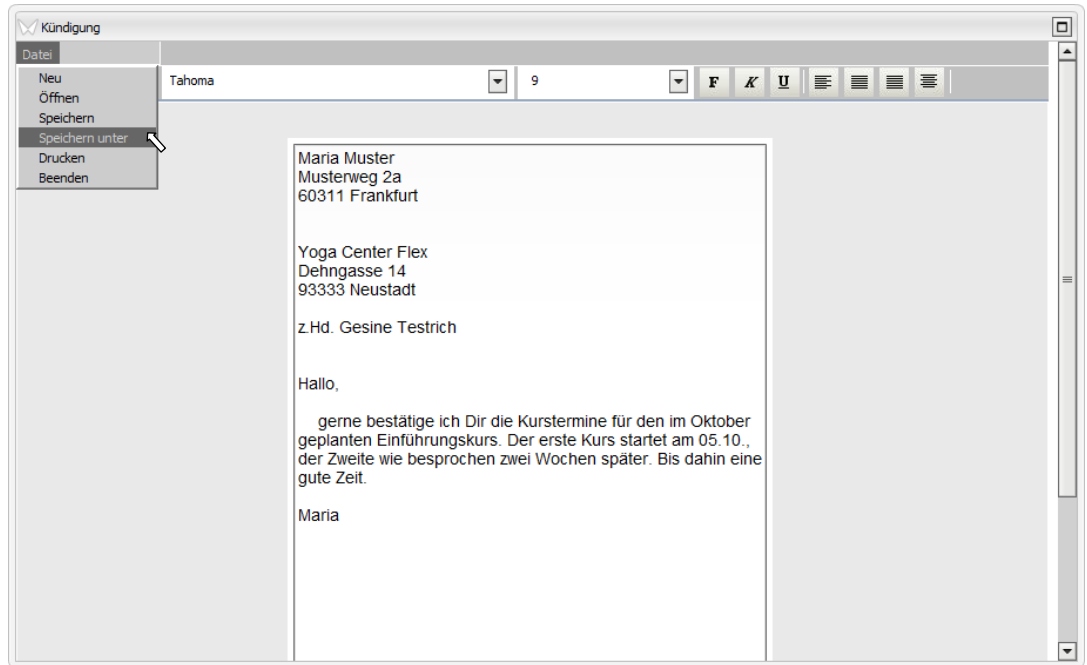 Kündigung
Datei
Neu
Öffnen
Speichern
Speichern unter
Drucken
Beenden
Tahoma 9 F K U
Maria Muster
Musterweg 2a
60311 Frankfurt
Yoga Center Flex
Dehngasse 14
93333 Neustadt
z.Hd. Gesine Testrich
Hallo,
gerne bestätige ich Dir die Kurstermine für den im Oktober
geplanten Einführungskurs. Der erste Kurs startet am 05.10.,
der Zweite wie besprochen zwei Wochen später. Bis dahin eine
gute Zeit.
Maria